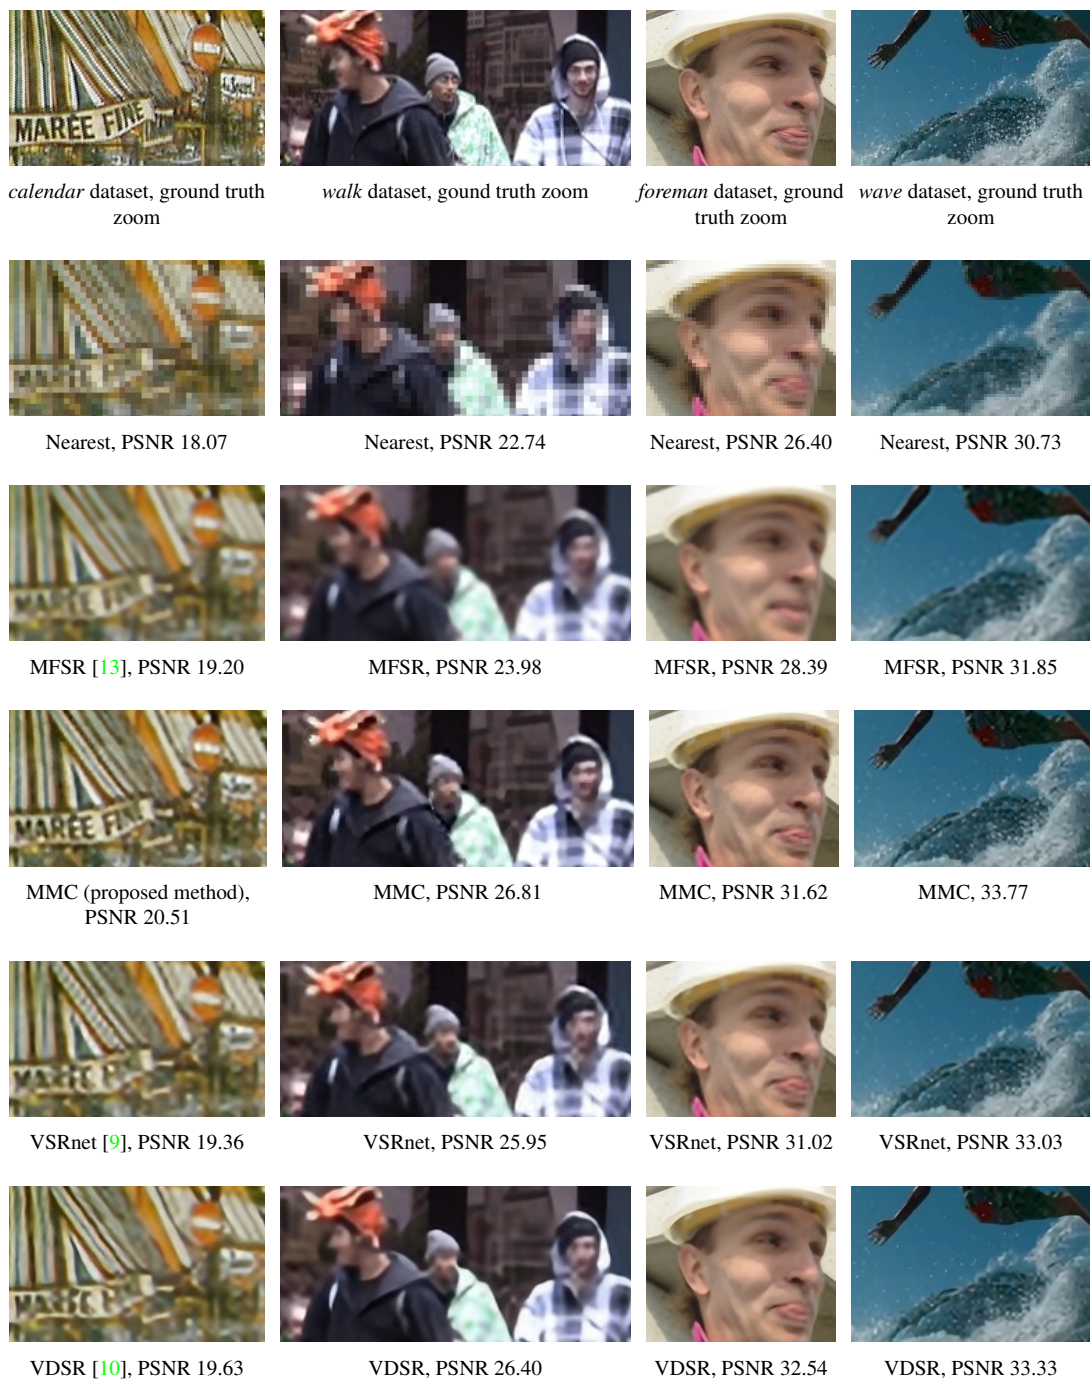 MAREE FINE
calendar dataset, ground truth
zoom
walk dataset, gound truth zoom
foreman dataset, ground
truth zoom
wave dataset, ground truth
zoom
MAREE FINE
Nearest, PSNR 18.07
Nearest, PSNR 22.74
Nearest, PSNR 26.40
Nearest, PSNR 30.73
MAREE FINE
MFSR [13], PSNR 19.20
MFSR, PSNR 23.98
MFSR, PSNR 28.39
MFSR, PSNR 31.85
MAREE FINE
MMC (proposed method),
PSNR 20.51
MMC, PSNR 26.81
MMC, PSNR 31.62
MMC, 33.77
VSRnet [9], PSNR 19.36
VSRnet, PSNR 25.95
VSRnet, PSNR 31.02
VSRnet, PSNR 33.03
VDSR [10], PSNR 19.63
VDSR, PSNR 26.40
VDSR, PSNR 32.54
VDSR, PSNR 33.33